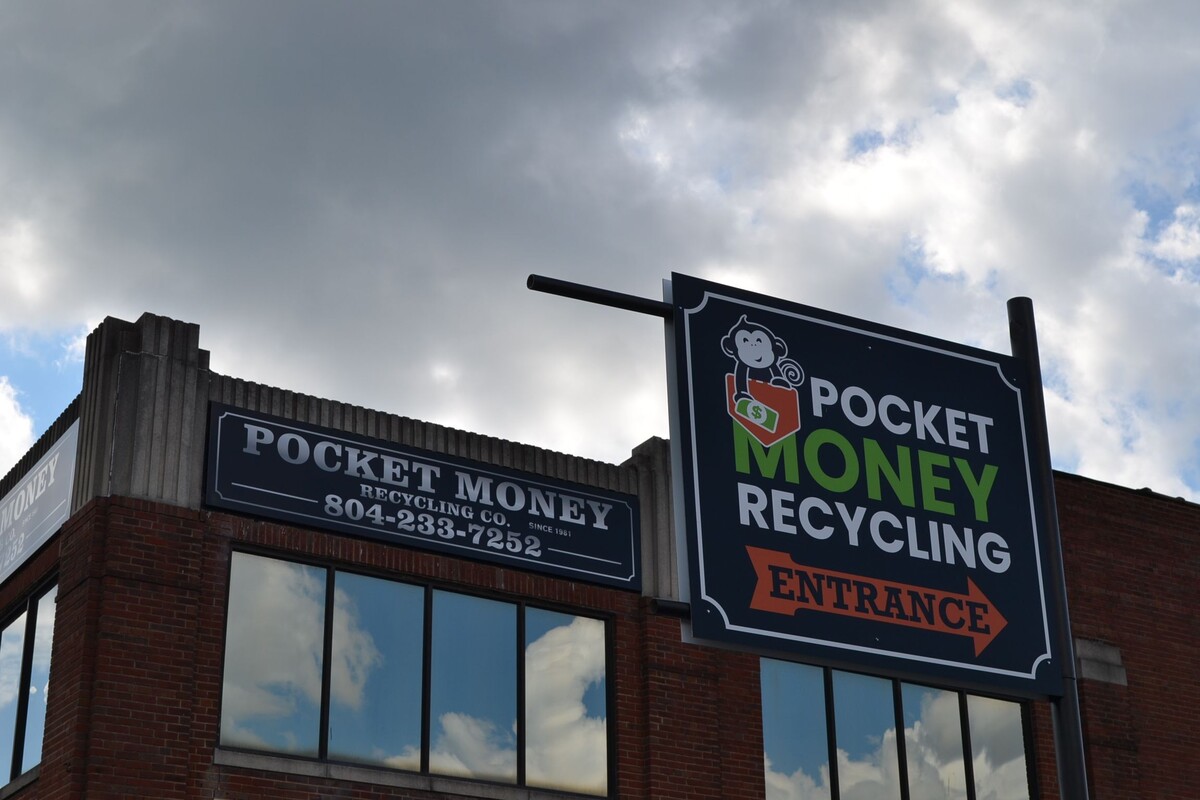 MONEY
POCKET MONEY
RECYCLING CO.
SINCE 1961
804-233-7252
$
POCKET
MONEY
RECYCLING
ENTRANCE